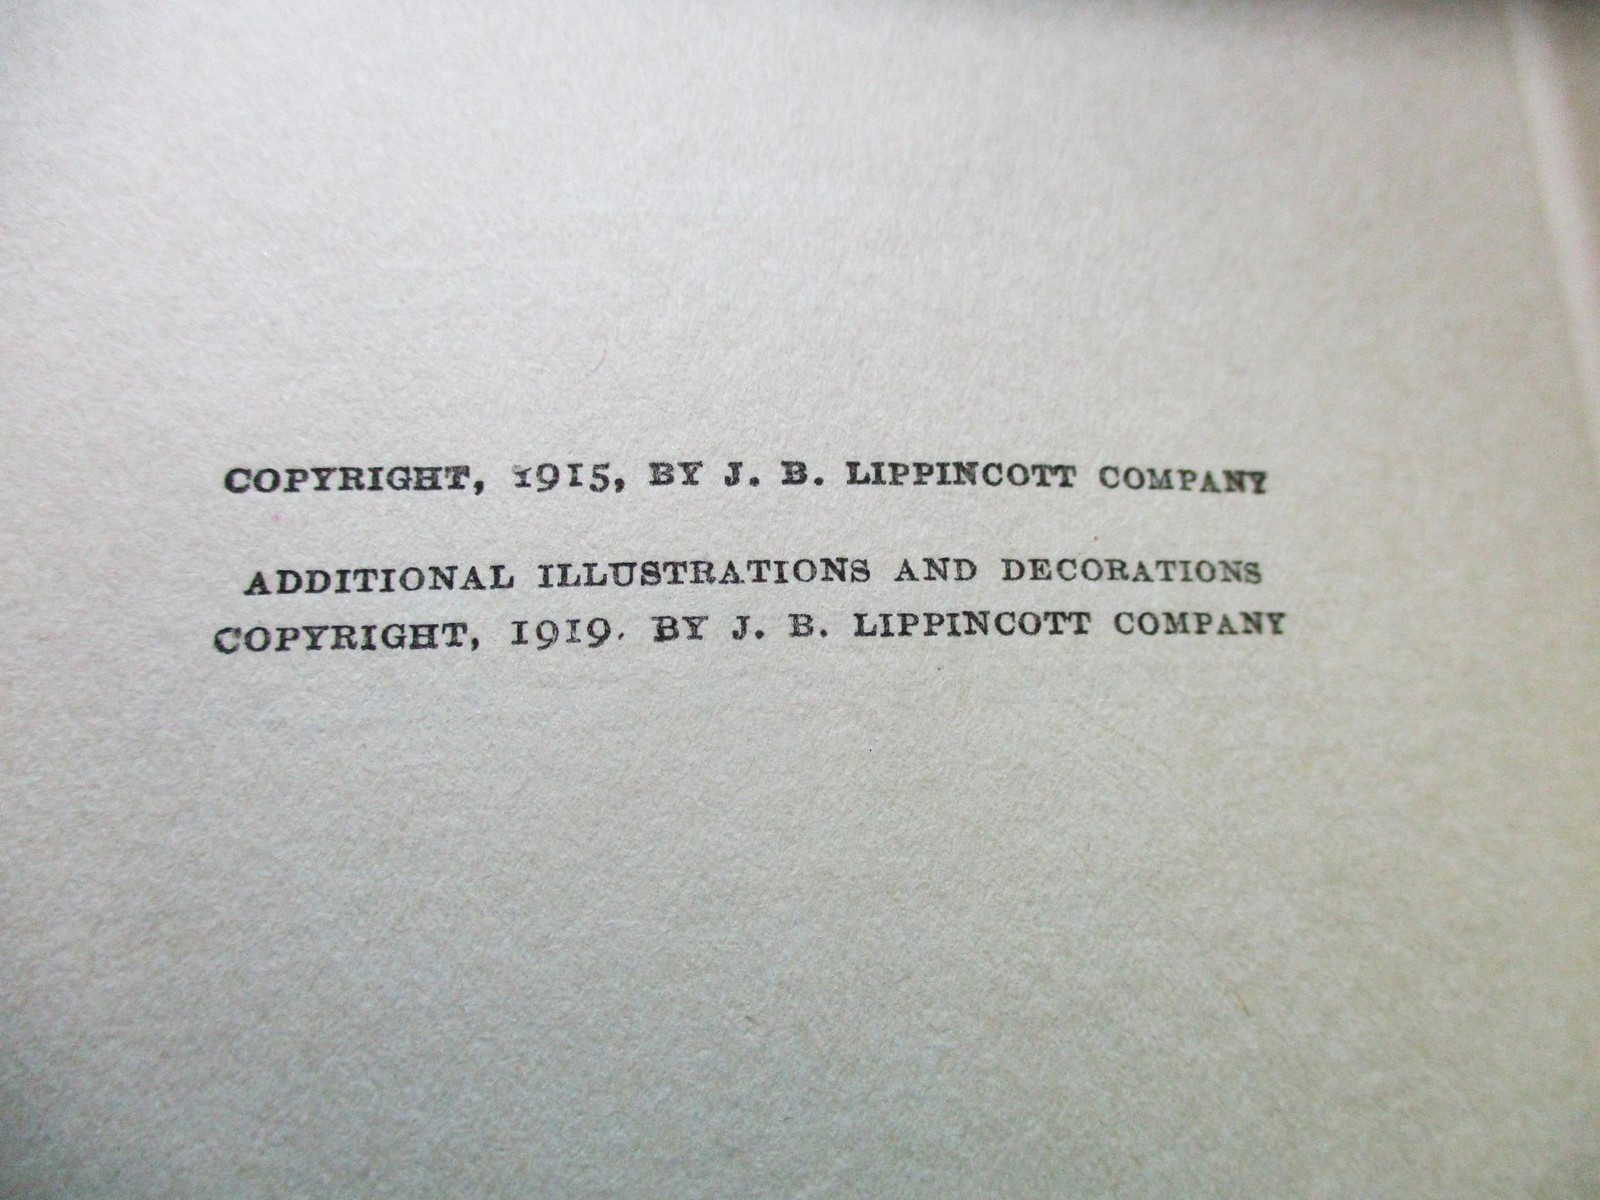 COPYRIGHT, 1915, BY J. B. LIPPINCOTT COMPANY
ADDITIONAL ILLUSTRATIONS AND DECORATIONS
COPYRIGHT, 1919. BY J. B. LIPPINCOTT COMPANY